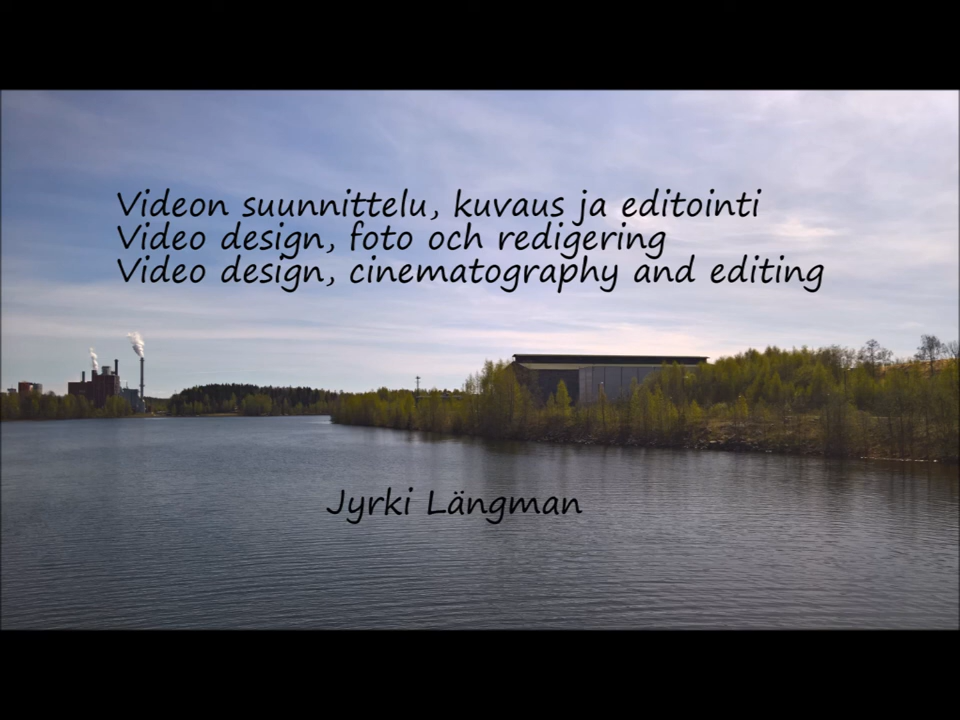 Videon suunnittelu, kuvaus ja editointi
Video design, foto och redigering
Video design, cinematography and editing
Jyrki Längman